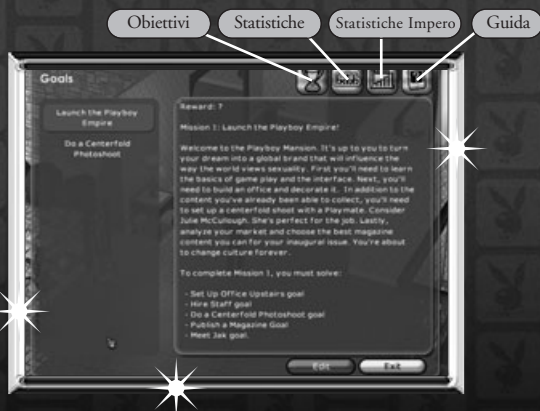 Obiettivi
Statistiche
Statistiche Impero
Guida
Goals
Launch the Playboy
Empire
Do a Centerfold
Photoshoot
Reward: ?
Mission 1: Launch the Playboy Empire!
Welcome to the Playboy Mansion. It's up to you to turn
your dream into a global brand that will influence the
way the world views sexuality. First you'll need to learn
the basics of game play and the interface. Next, you'll
need to build an office and decorate it. In addition to the
content you've already been able to collect, you'll need
to set up a centerfold shoot with a Playmate. Consider
Julie McCullough. She's perfect for the job. Lastly,
analyze your market and choose the best magazine
content you can for your inaugural issue. You're about
to change culture forever.
To complete Mission 1, you must solve:
- Set Up Office Upstairs goal
- Hire Staff goal
- Do a Centerfold Photoshoot goal
- Publish a Magazine Goal
- Meet Jak goal.
Edit
Exit